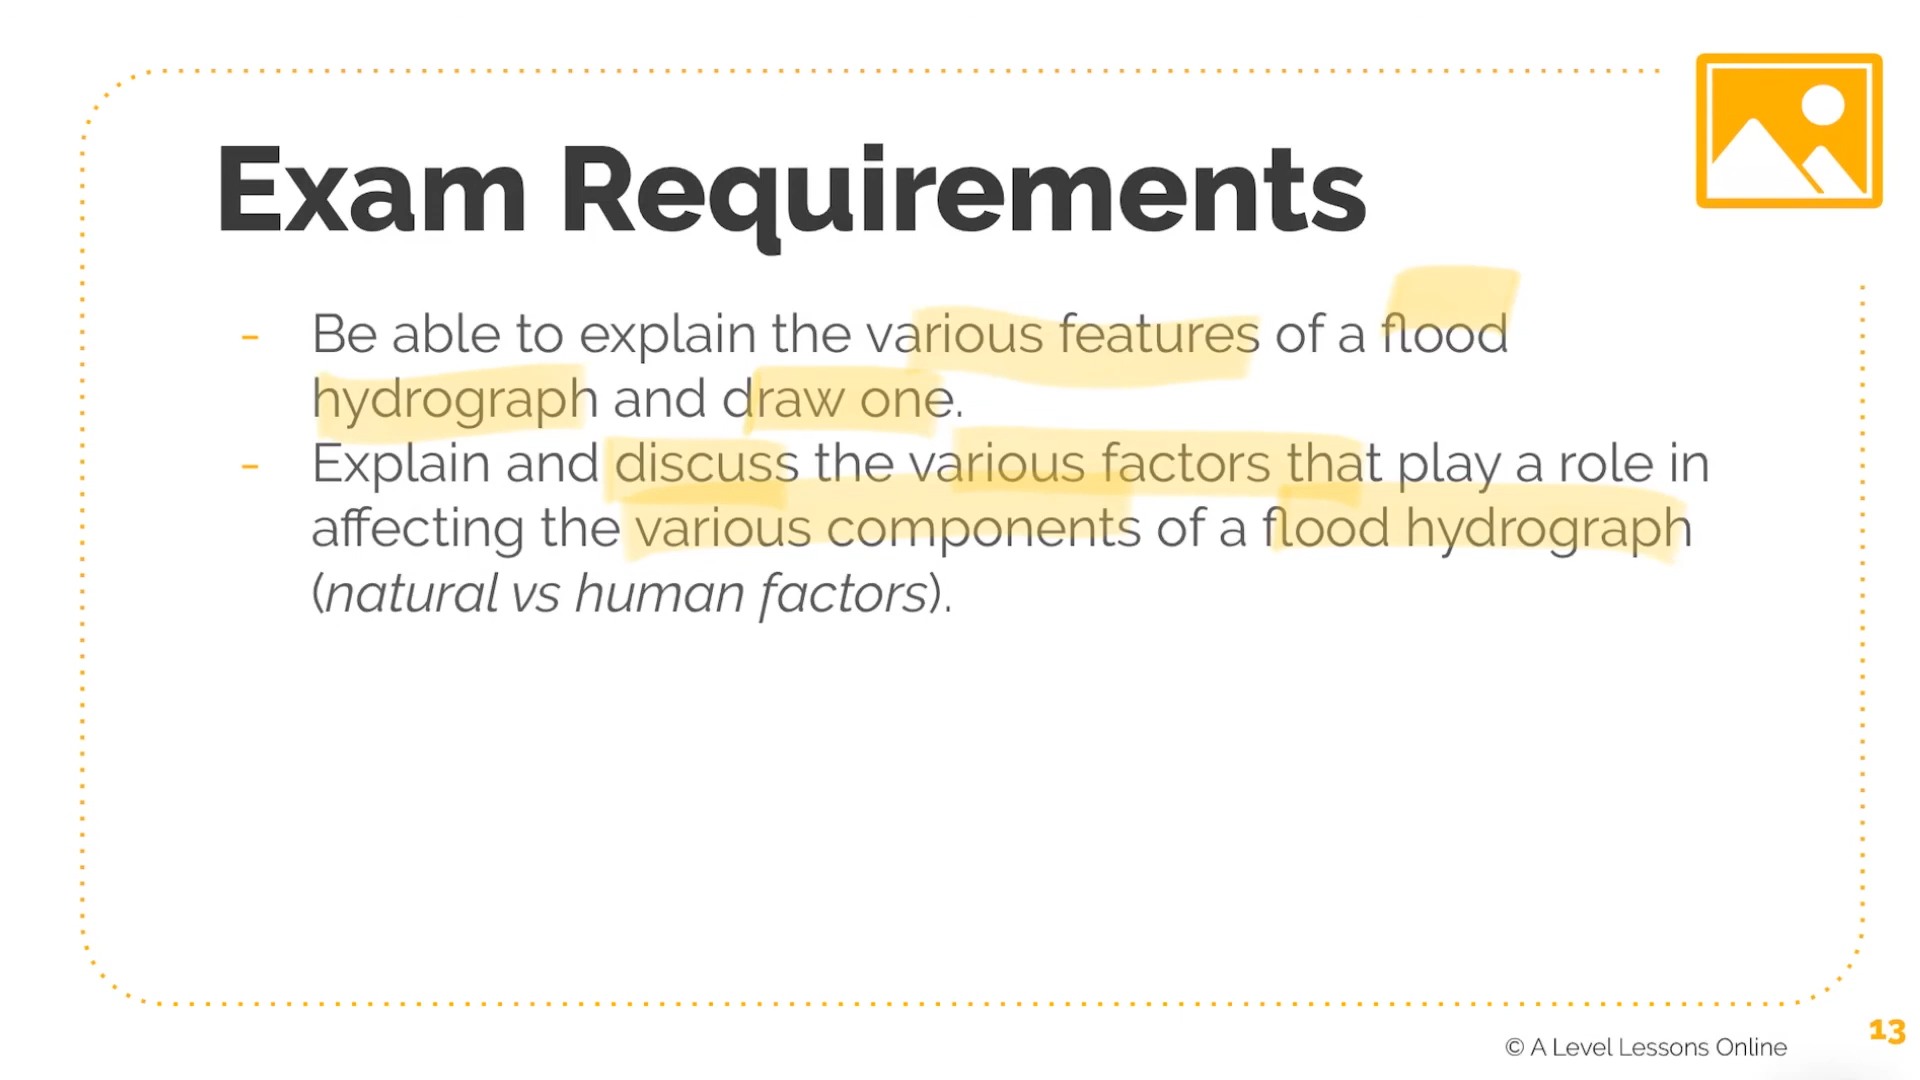 Exam Requirements
- Be able to explain the various features of a flood
hydrograph and draw one.
- Explain and discuss the various factors that play a role in
affecting the various components of a flood hydrograph
(natural vs human factors).
© A Level Lessons Online
13